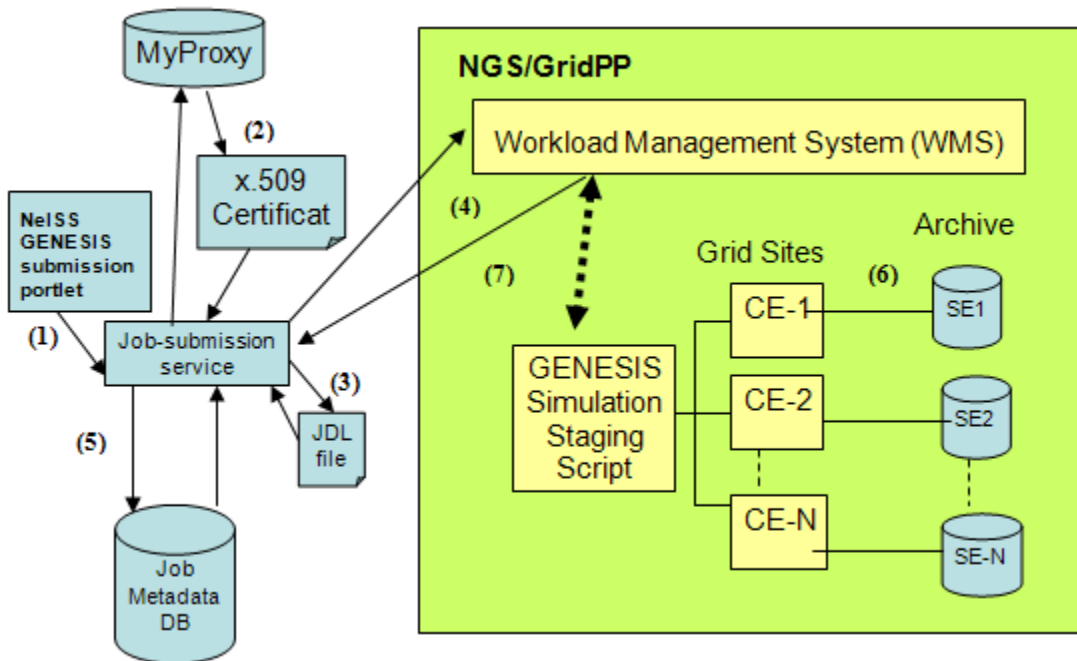 MyProxy
(2)
x.509
Certificat
NeISS
GENESIS
submission
portlet
(1)
Job-submission
service
(3)
JDL
file
(5)
Job
Metadata
DB
NGS/GridPP
Workload Management System (WMS)
(4)
(7)
Grid Sites
Archive
(6)
CE-1
SE1
GENESIS
Simulation
Staging
Script
CE-2
SE2
CE-N
SE-N